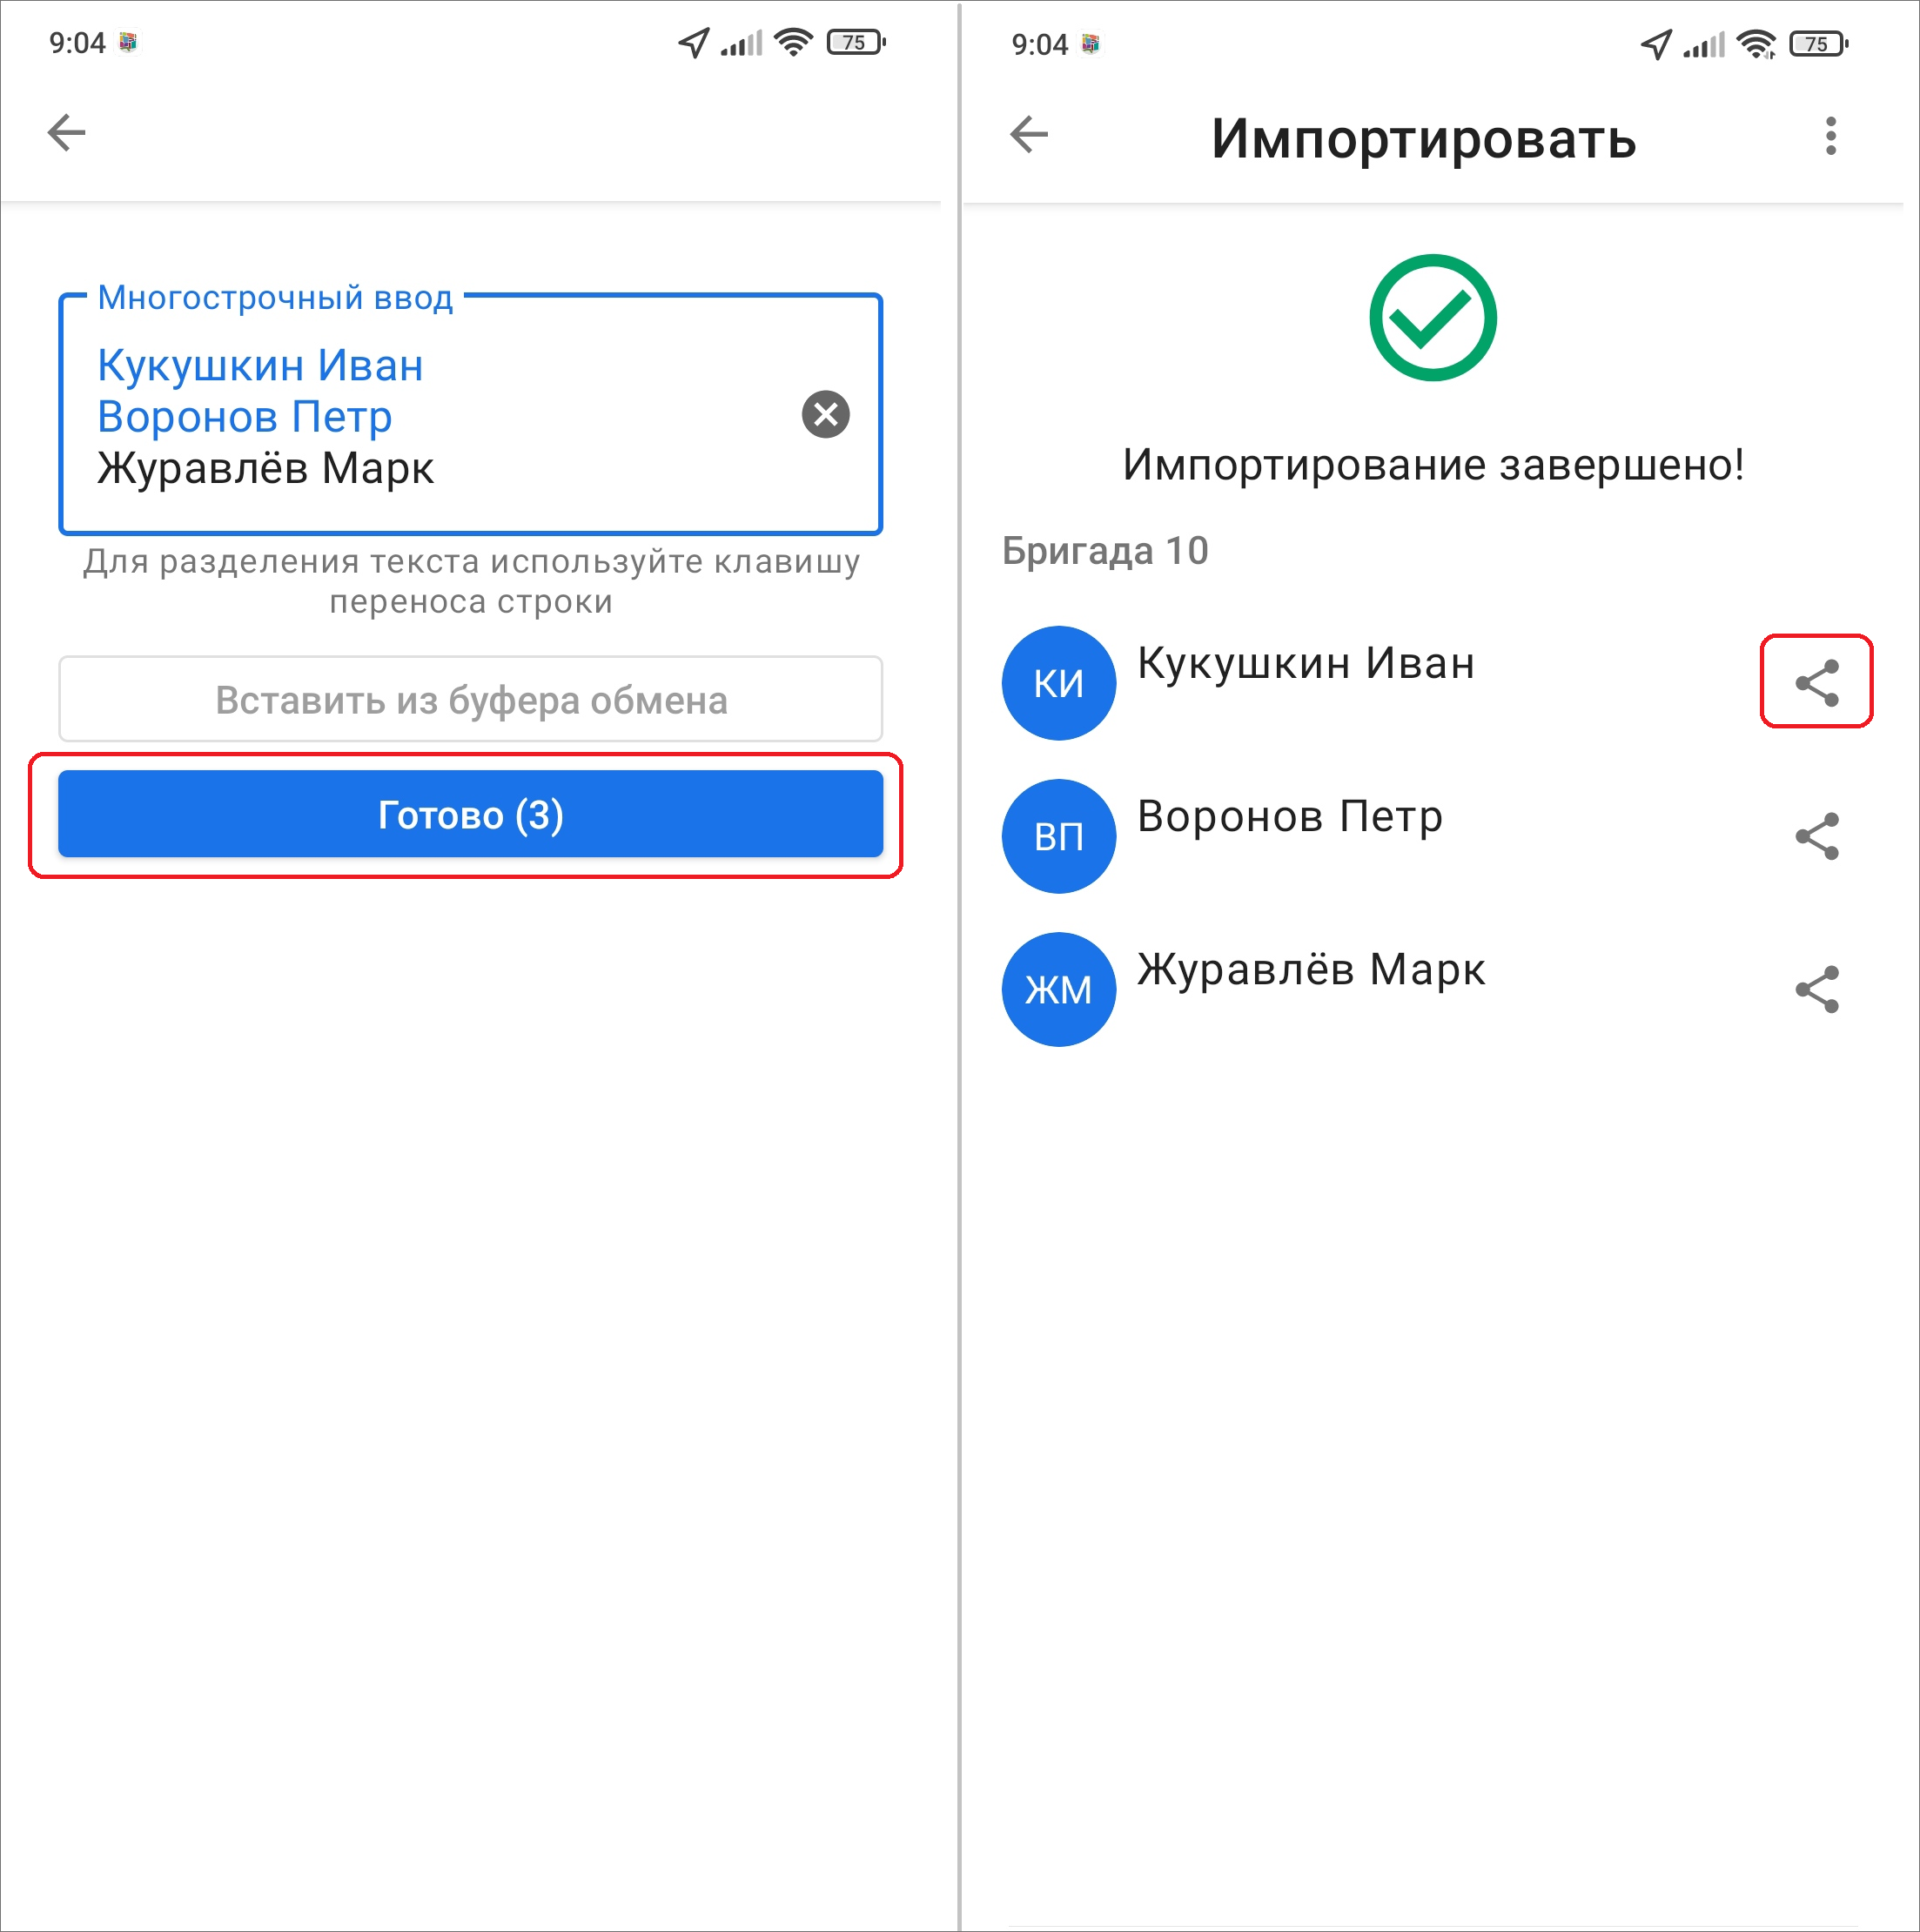 9:04
75
Многострочный ввод
Кукушкин Иван
Воронов Петр
Журавлёв Марк
Для разделения текста используйте клавишу
переноса строки
Вставить из буфера обмена
Готово (3)
9:04
75
Импортировать
Импортирование завершено!
Бригада 10
КИ
Кукушкин Иван
ВП
Воронов Петр
ЖМ
Журавлёв Марк